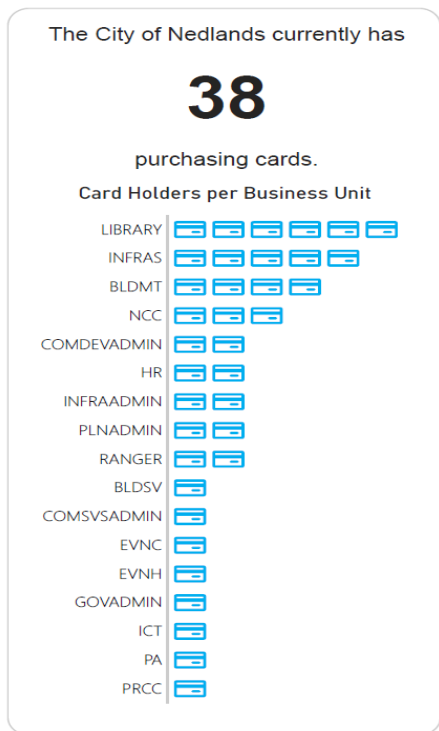 The City of Nedlands currently has
38
purchasing cards.
Card Holders per Business Unit
LIBRARY
INFRAS
BLDMT
NCC
COMDEVADMIN
HR
INFRAADMIN
PLNADMIN
RANGER
BLDSV
COMSVSADMIN
EVNC
EVNH
GOVADMIN
ICT
PA
PRCC